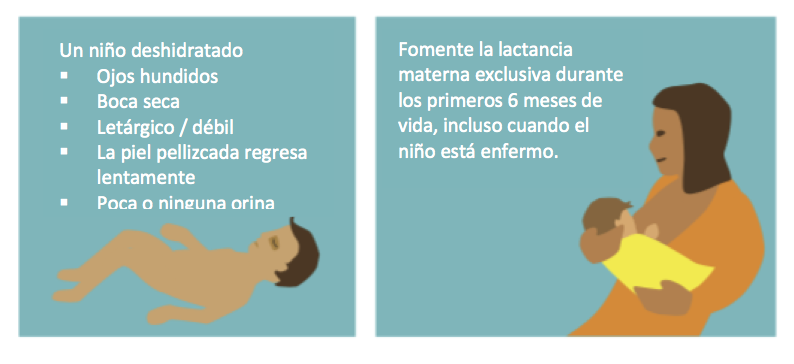 Un niño deshidratado
▪ Ojos hundidos
▪ Boca seca
▪ Letárgico / débil
▪ La piel pellizcada regresa
lentamente
▪ Poca o ninguna orina
Fomente la lactancia
materna exclusiva durante
los primeros 6 meses de
vida, incluso cuando el
niño está enfermo.